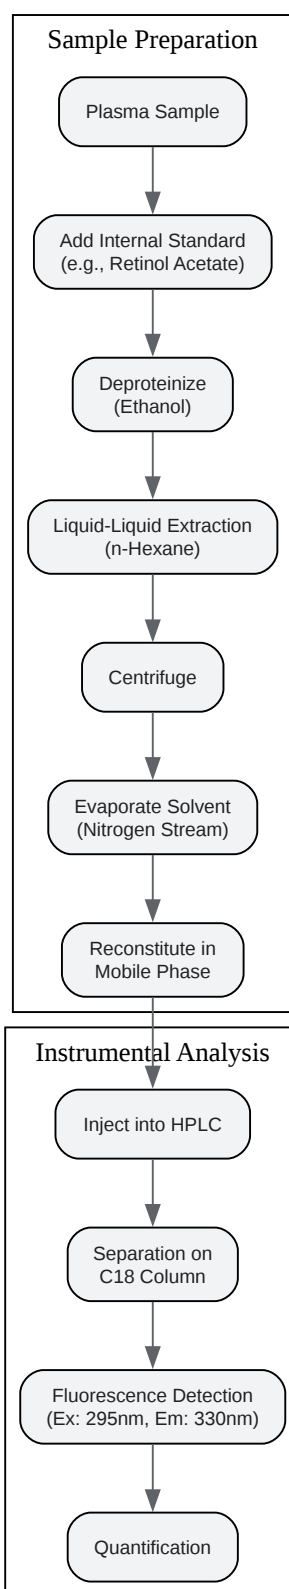 Sample Preparation
Plasma Sample
Add Internal Standard
(e.g., Retinol Acetate)
Deproteinize
(Ethanol)
Liquid-Liquid Extraction
(n-Hexane)
Centrifuge
Evaporate Solvent
(Nitrogen Stream)
Reconstitute in
Mobile Phase
Instrumental Analysis
Inject into HPLC
Separation on
C18 Column
Fluorescence Detection
(Ex: 295nm, Em: 330nm)
Quantification